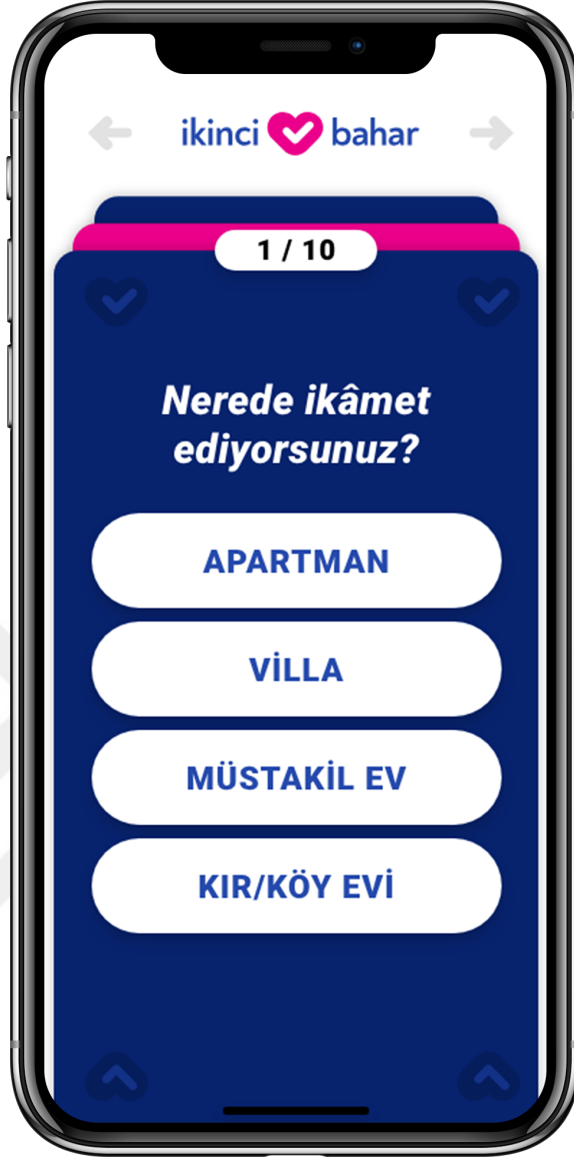 ikinci bahar
1 / 10
Nerede ikâmet
ediyorsunuz?
APARTMAN
VİLLA
MÜSTAKİL EV
KIR/KÖY EVİ